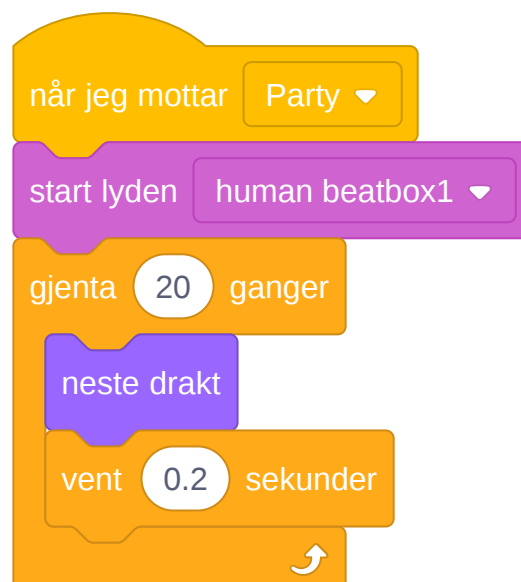 når jeg mottar Party
start lyden human beatbox1
gjenta 20 ganger
neste drakt
vent 0.2 sekunder